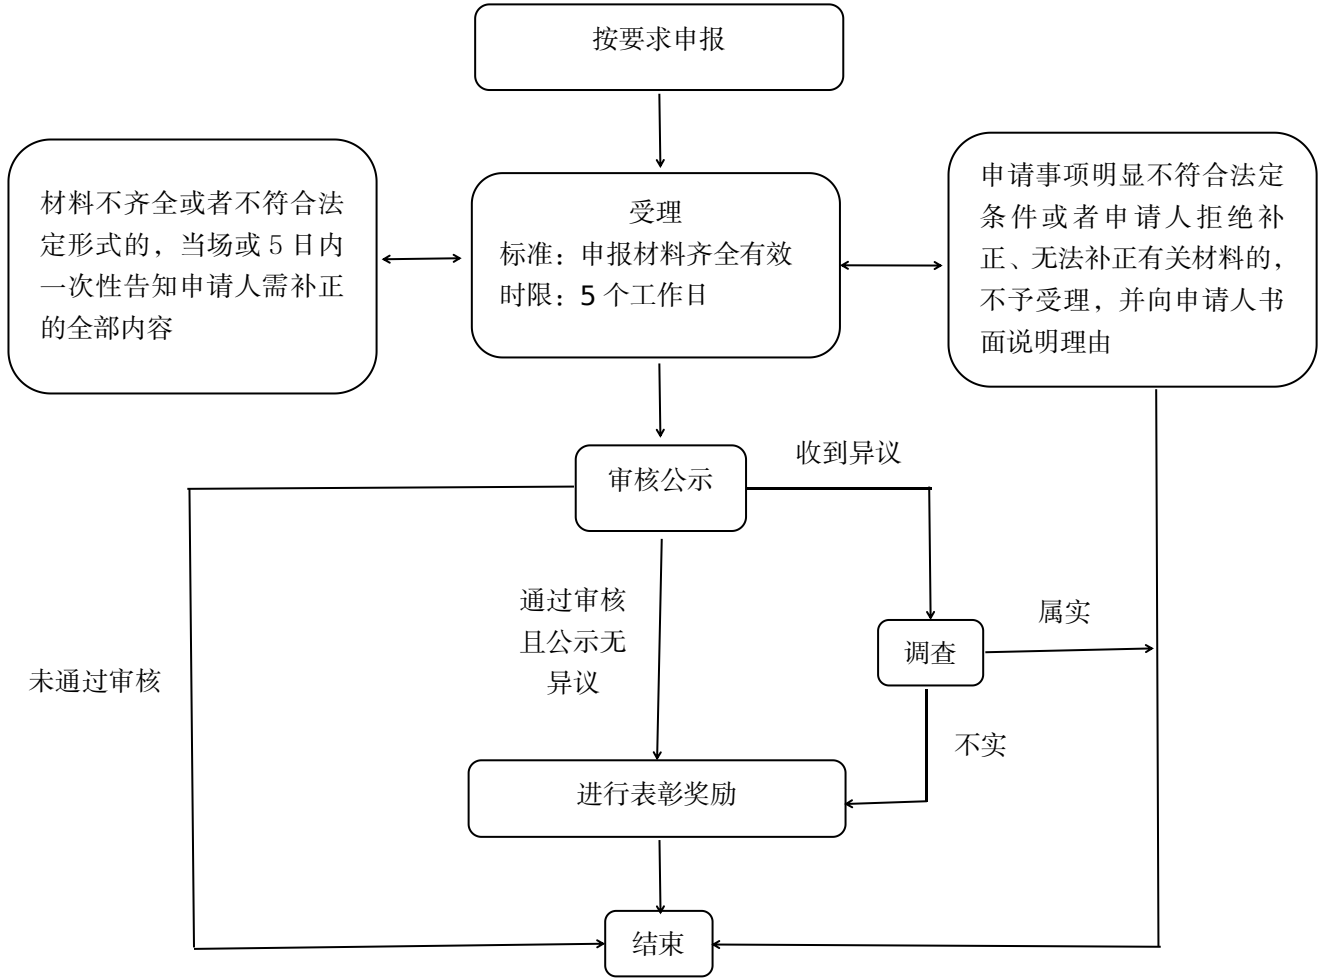 按要求申报
材料不齐全或者不符合法
定形式的，当场或 5 日内
一次性告知申请人需补正
的全部内容
受理
标准：申报材料齐全有效
时限：5 个工作日
申请事项明显不符合法定
条件或者申请人拒绝补
正、无法补正有关材料的，
不予受理，并向申请人书
面说明理由
审核公示
收到异议
通过审核
且公示无
异议
调查
属实
未通过审核
不实
进行表彰奖励
结束